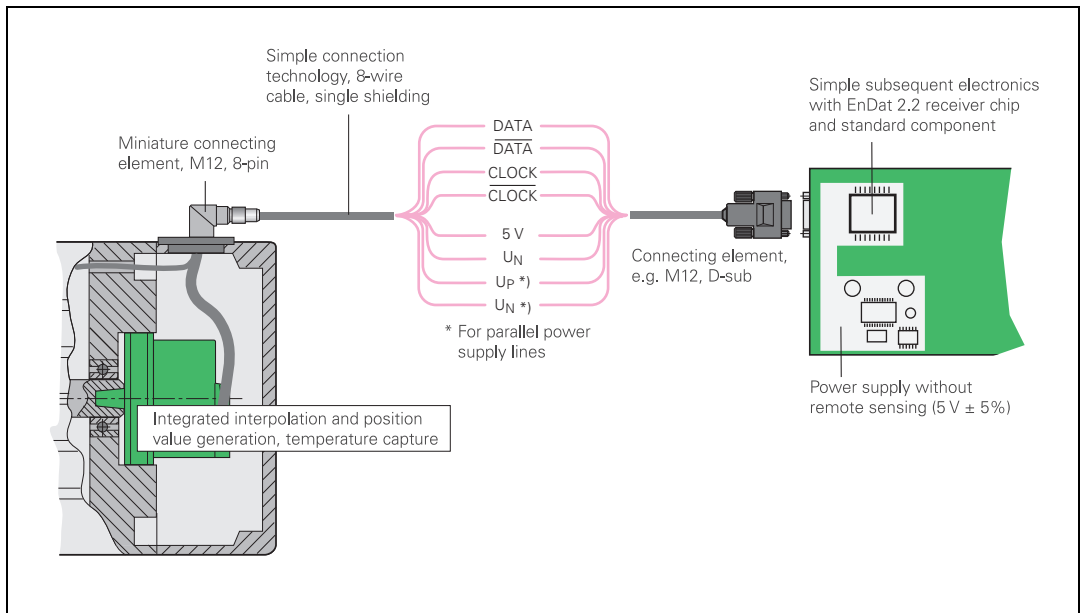 Simple connection
technology, 8-wire
cable, single shielding
Miniature connecting
element, M12, 8-pin
DATA
D̅A̅T̅A̅
CLOCK
C̅L̅O̅C̅K̅
5 V
UN
UP *)
UN *)
* For parallel power
supply lines
Connecting element,
e.g. M12, D-sub
Simple subsequent electronics
with EnDat 2.2 receiver chip
and standard component
Power supply without
remote sensing (5 V ± 5%)
Integrated interpolation and position
value generation, temperature capture